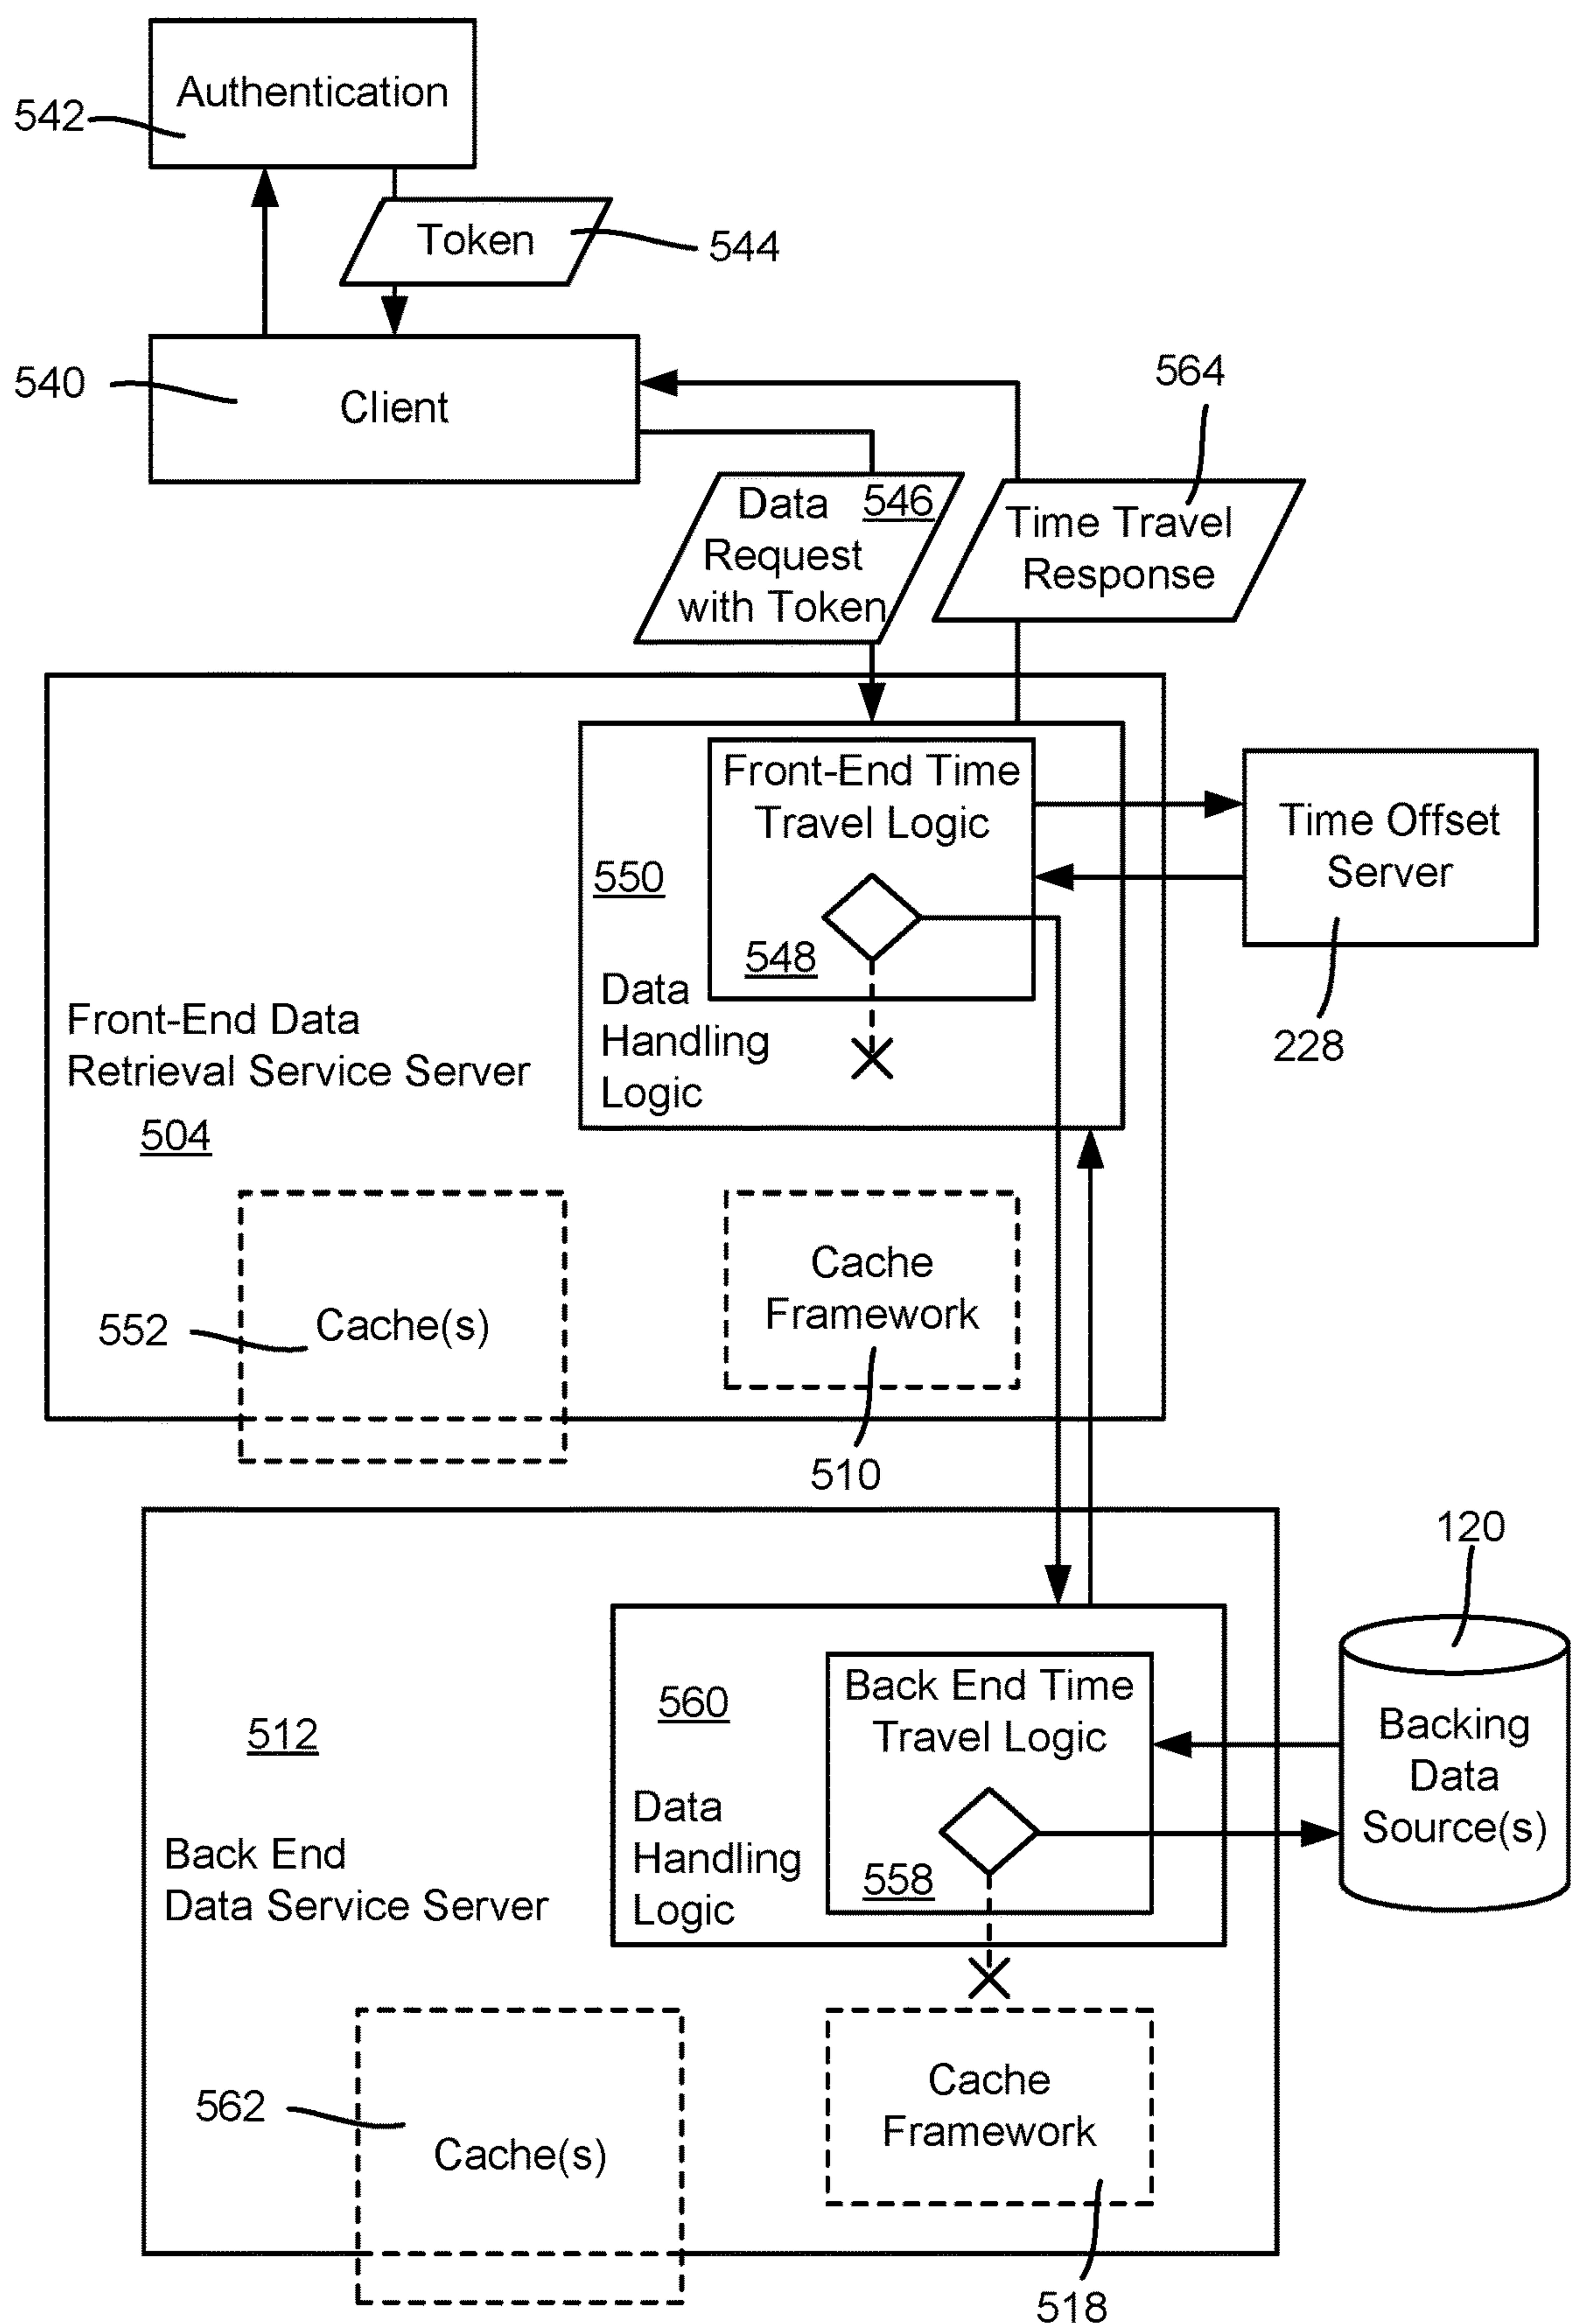 Authentication
542
Token
544
540
Client
564
Data
546
Request
with Token
Time Travel
Response
Front-End Time
Travel Logic
Time Offset
Server
550
548
Data
Handling
Logic
228
Front-End Data
Retrieval Service Server
504
Cache
Framework
552
Cache(s)
510
120
Back End Time
Travel Logic
560
512
Backing
Data
Source(s)
Data
Handling
Logic
558
Back End
Data Service Server
Cache
Framework
562
Cache(s)
518